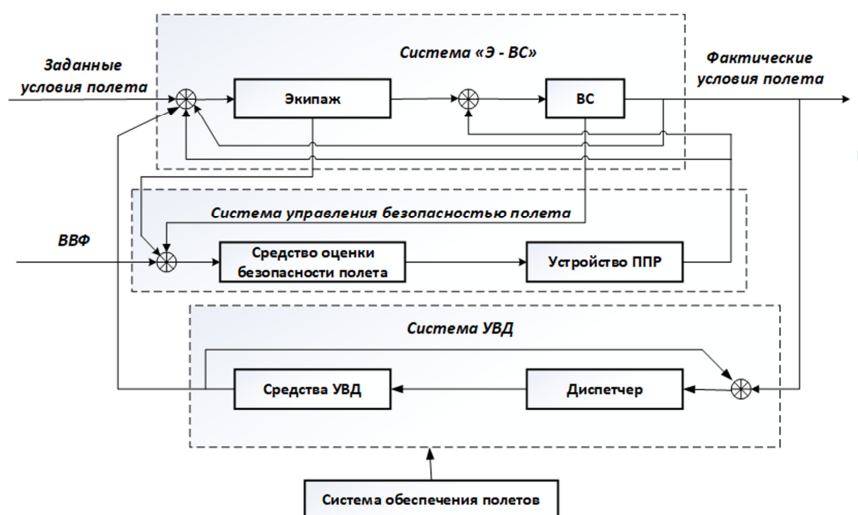 Система «Э - ВС»
Заданные
условия полета
Фактические
условия полета
Экипаж
ВС
Система управления безопасностью полета
ВВФ
Средство оценки
безопасности полета
Устройство ППР
Система УВД
Средства УВД
Диспетчер
Система обеспечения полетов